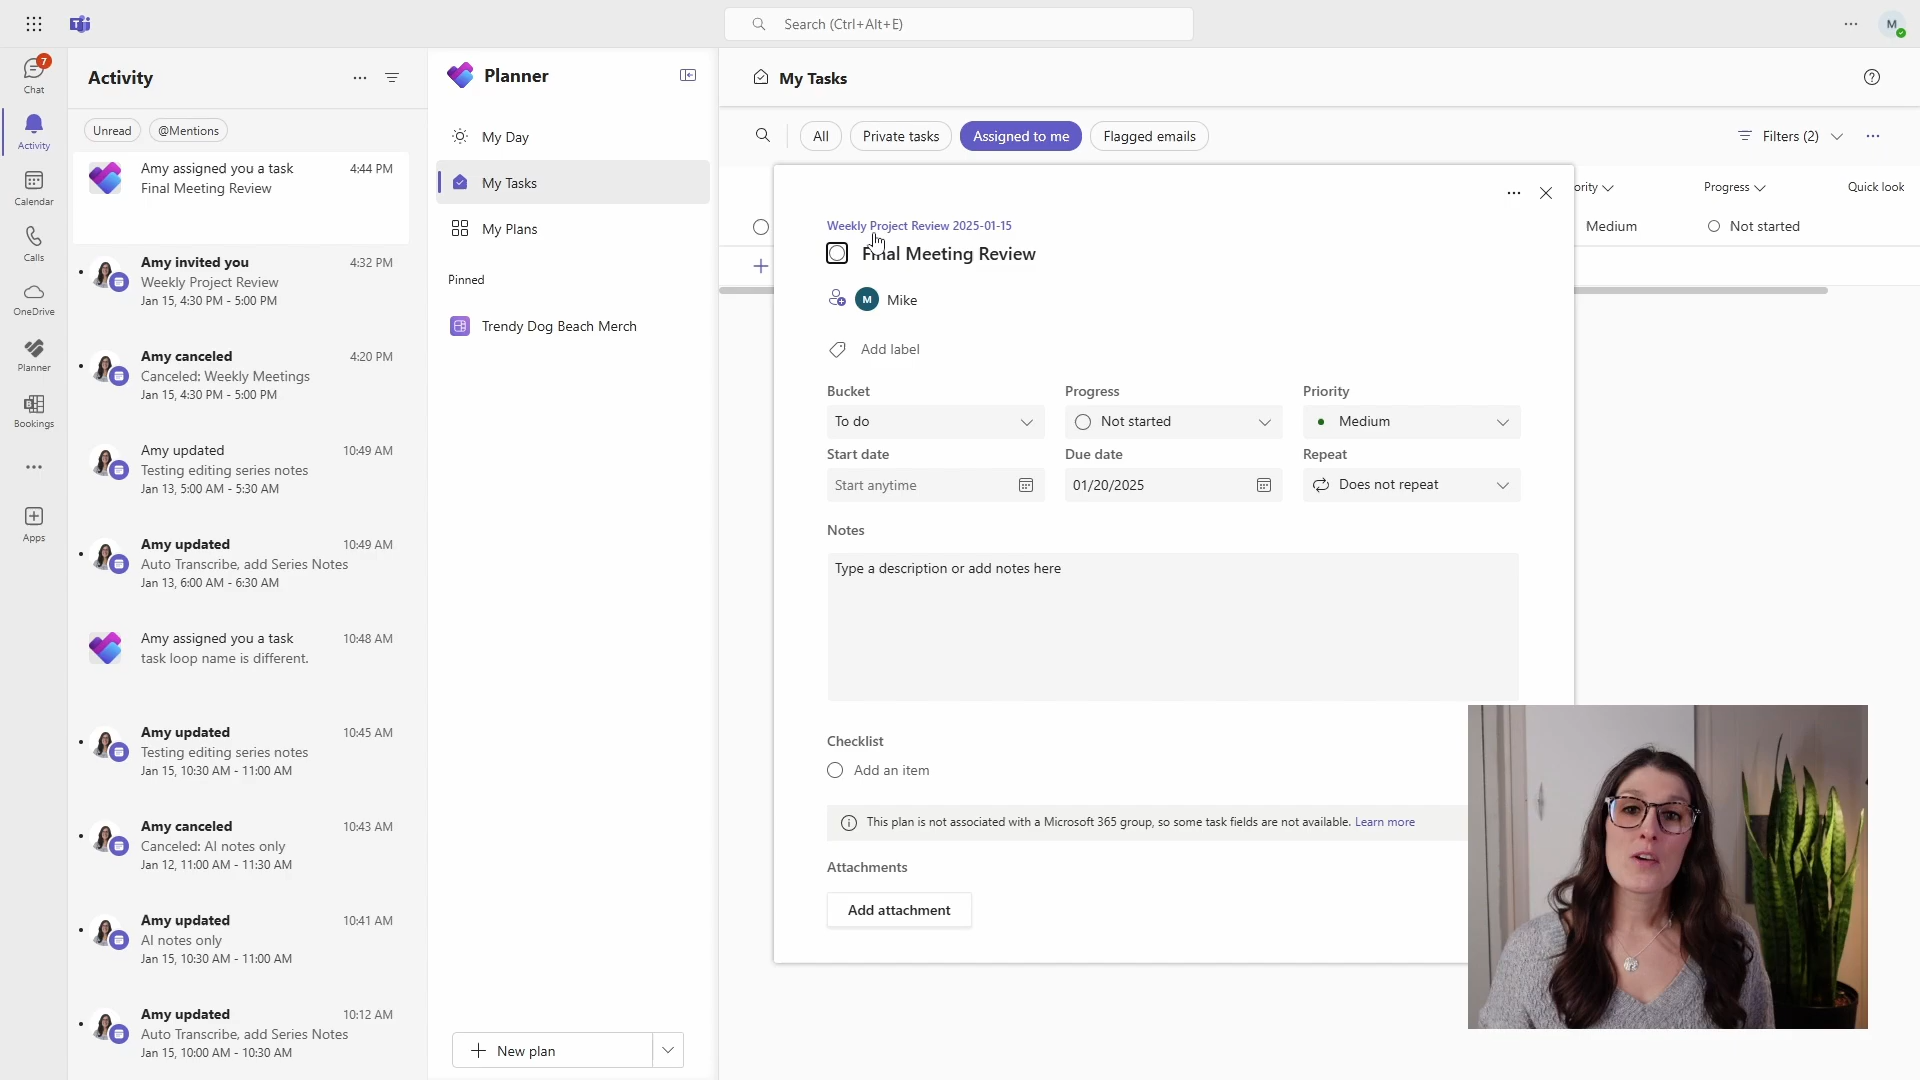 Search (Ctrl+Alt+E)
M
7
Chat
Activity
Calendar
Calls
OneDrive
Planner
Bookings
Apps
Activity
Unread
@Mentions
Amy assigned you a task
4:44 PM
Final Meeting Review
Amy invited you
4:32 PM
Weekly Project Review
Jan 15, 4:30 PM - 5:00 PM
Amy canceled
4:20 PM
Canceled: Weekly Meetings
Jan 15, 4:30 PM - 5:00 PM
Amy updated
10:49 AM
Testing editing series notes
Jan 13, 5:00 AM - 5:30 AM
Amy updated
10:49 AM
Auto Transcribe, add Series Notes
Jan 13, 6:00 AM - 6:30 AM
Amy assigned you a task
10:48 AM
task loop name is different.
Amy updated
10:45 AM
Testing editing series notes
Jan 15, 10:30 AM - 11:00 AM
Amy canceled
10:43 AM
Canceled: AI notes only
Jan 12, 11:00 AM - 11:30 AM
Amy updated
10:41 AM
AI notes only
Jan 15, 10:30 AM - 11:00 AM
Amy updated
10:12 AM
Auto Transcribe, add Series Notes
Jan 15, 10:00 AM - 10:30 AM
Planner
My Day
My Tasks
My Plans
Pinned
Trendy Dog Beach Merch
New plan
My Tasks
All
Private tasks
Assigned to me
Flagged emails
Filters (2)
ority
Progress
Quick look
Medium
Not started
Weekly Project Review 2025-01-15
Final Meeting Review
M
Mike
Add label
Bucket
Progress
Priority
To do
Not started
Medium
Start date
Due date
Repeat
Start anytime
01/20/2025
Does not repeat
Notes
Type a description or add notes here
Checklist
Add an item
This plan is not associated with a Microsoft 365 group, so some task fields are not available. Learn more
Attachments
Add attachment